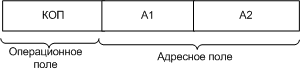 КОП А1 А2
Операционное Адресное поле
поле